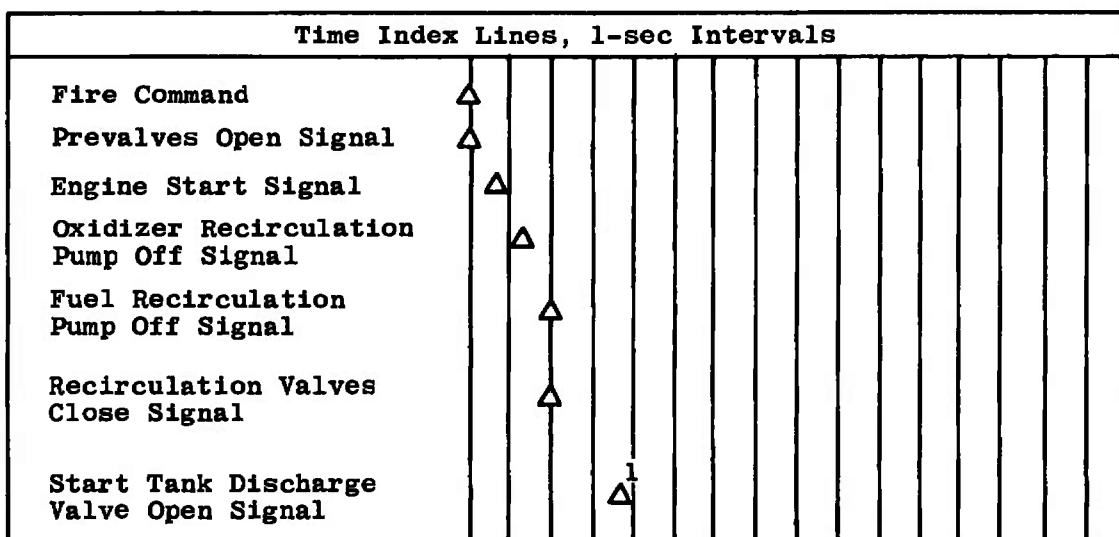 Time Index Lines, 1-sec Intervals
Fire Command
Prevalves Open Signal
Engine Start Signal
Oxidizer Recirculation
Pump Off Signal
Fuel Recirculation
Pump Off Signal
Recirculation Valves
Close Signal
1
Start Tank Discharge
Valve Open Signal